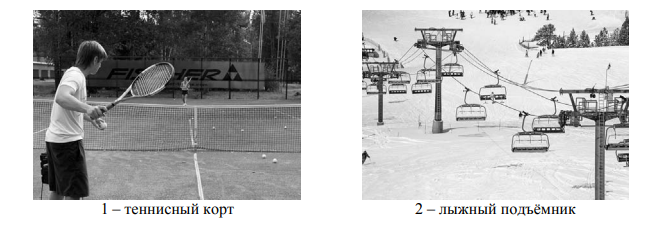 FISCHER
1 – теннисный корт
2 – лыжный подъёмник